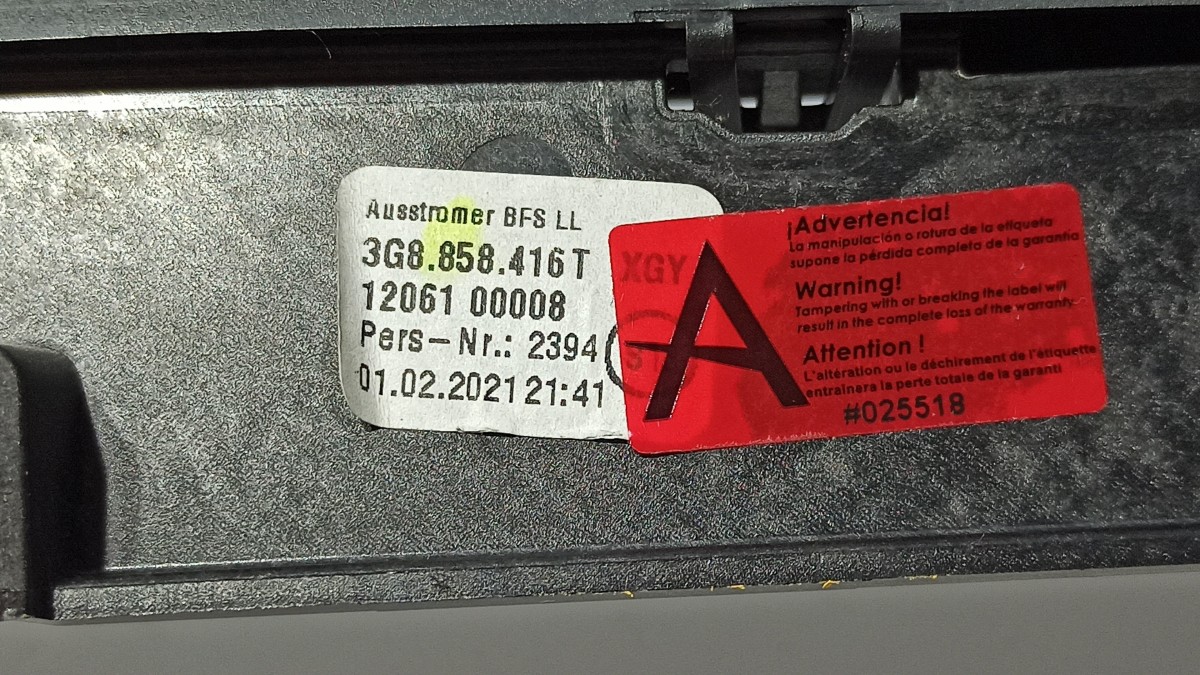 Ausstromer BFS LL
3G8.858.416T XGY
12061 00008
Pers-Nr.: 2394
01.02.2021 21:41
A
¡Advertencia!
La manipulación o rotura de la etiqueta
supone la pérdida completa de la garantia
Warning!
Tampering with or breaking the label will
result in the complete loss of the warranty
Attention !
L'altération ou le déchirement de l'étiquette
entraînera la perte totale de la garanti
#025518